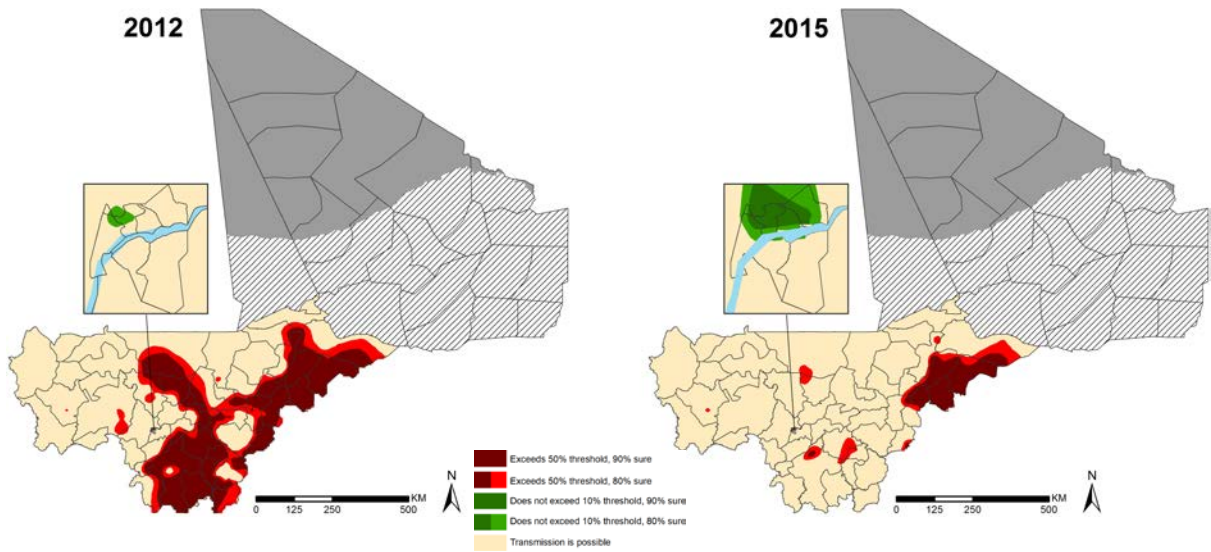 2012
2015
Exceeds 50% threshold, 90% sure
Exceeds 50% threshold, 80% sure
Does not exceed 10% threshold, 90% sure
Does not exceed 10% threshold, 80% sure
Transmission is possible
KM
0 125 250 500
N
KM
0 125 250 500
N